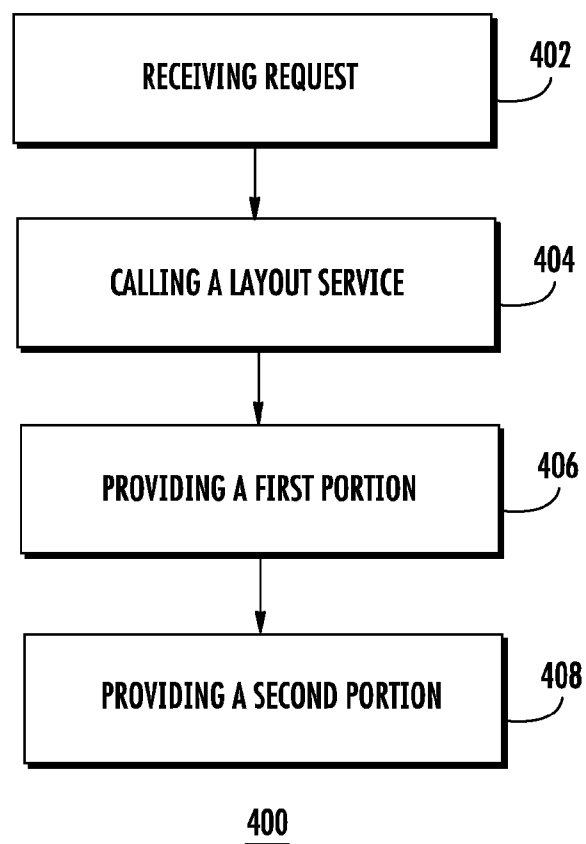 RECEIVING REQUEST
402
CALLING A LAYOUT SERVICE
404
PROVIDING A FIRST PORTION
406
PROVIDING A SECOND PORTION
408
400